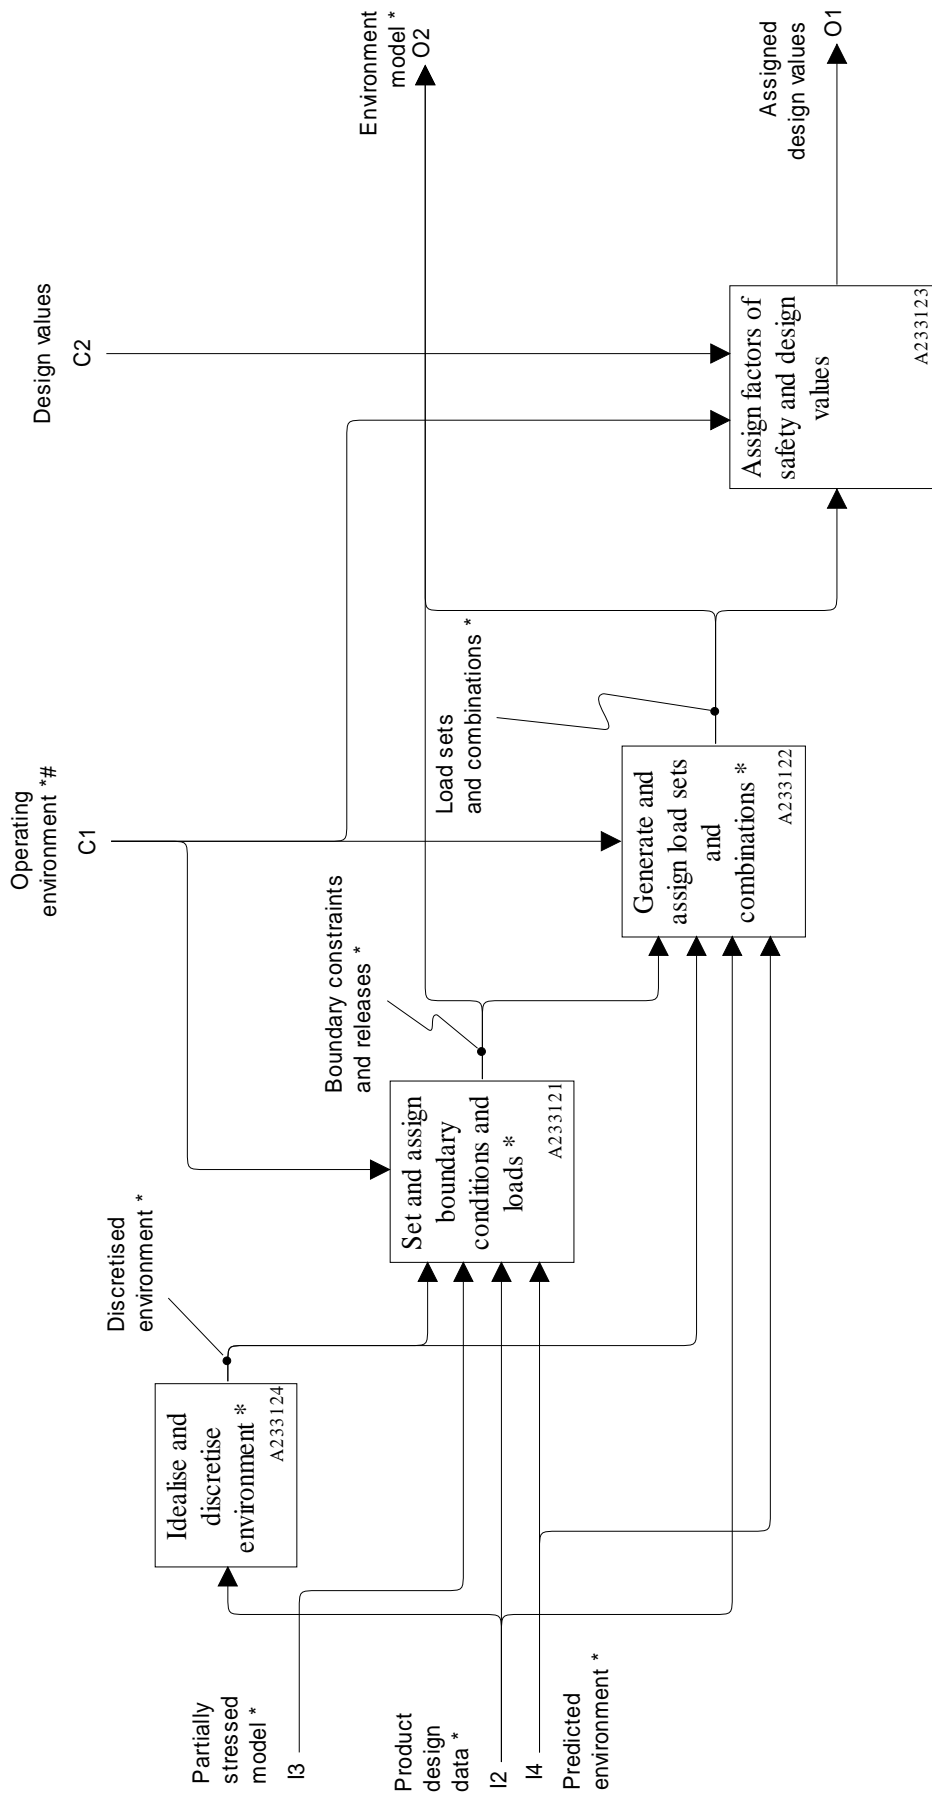 Operating
environment *#
C1
Design values
C2
Discretised
environment *
Idealise and
discretise
environment *
A233124
Partially
stressed
model *
I3
Boundary constraints
and releases *
Environment
model *
O2
Set and assign
boundary
conditions and
loads *
A233121
Product
design
data *
I2
I4
Predicted
environment *
Load sets
and combinations *
Generate and
assign load sets
and
combinations *
A233122
Assigned
design values
O1
Assign factors of
safety and design
values
A233123